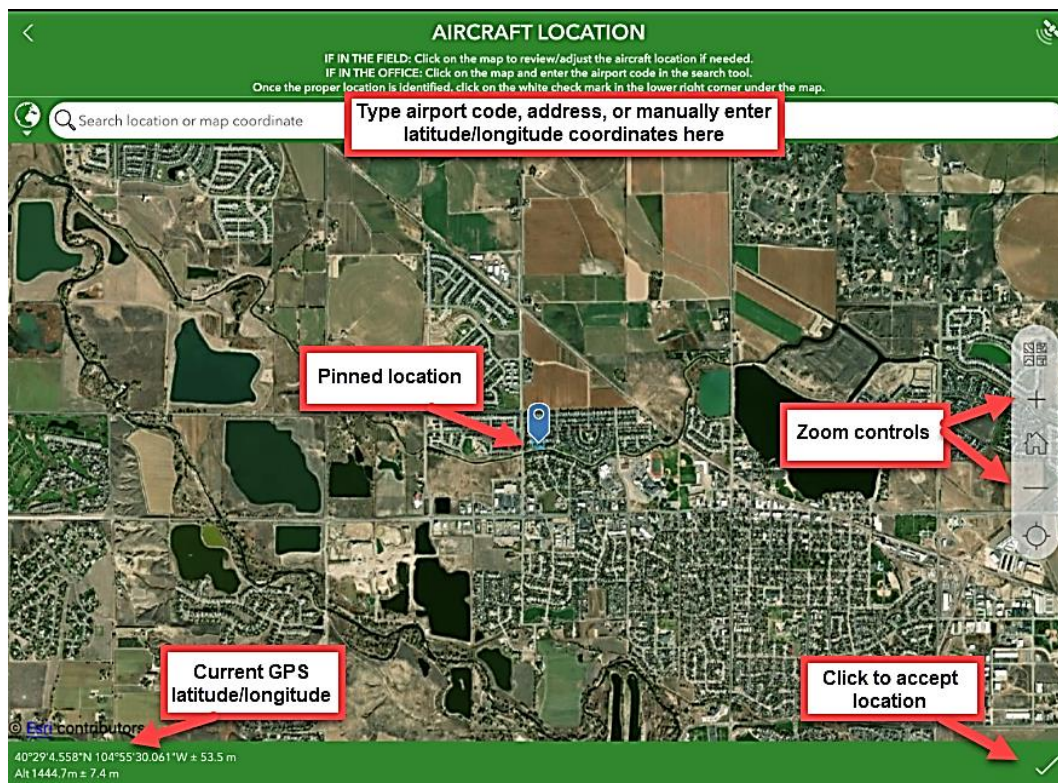 AIRCRAFT LOCATION
IF IN THE FIELD: Click on the map to review/adjust the aircraft location if needed.
IF IN THE OFFICE: Click on the map and enter the airport code in the search tool.
Once the proper location is identified, click on the white check mark in the lower right corner under the map.
Search location or map coordinate
Type airport code, address, or manually enter
latitude/longitude coordinates here
Pinned location
Zoom controls
Current GPS
latitude/longitude
Click to accept
location
© Esri contributors
40°29'4.558"N 104°55'30.061"W ± 53.5 m
Alt 1444.7m ± 7.4 m